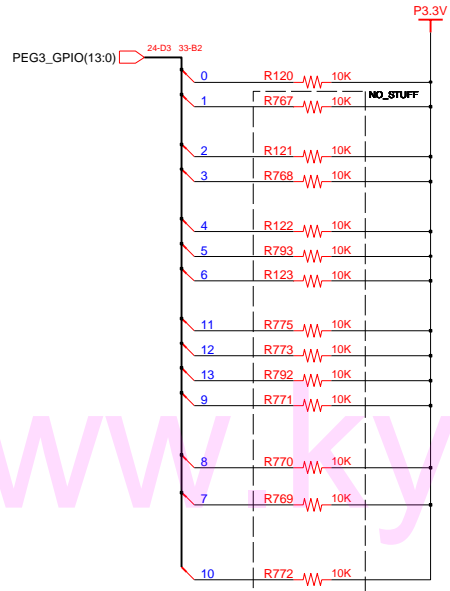 P3.3V
PEG3_GPIO(13:0) 24-D3 33-B2
0 R120 10K
NO_STUFF
1 R767 10K
2 R121 10K
3 R768 10K
4 R122 10K
5 R793 10K
6 R123 10K
11 R775 10K
12 R773 10K
13 R792 10K
9 R771 10K
ww.ky
8 R770 10K
7 R769 10K
10 R772 10K